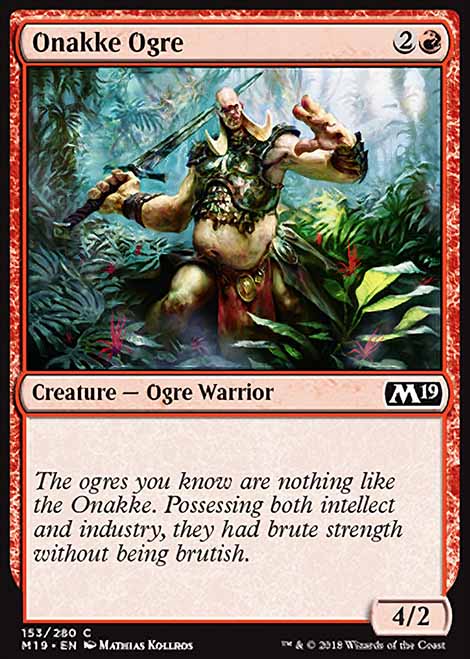 Onakke Ogre 2
Creature — Ogre Warrior M19
The ogres you know are nothing like
the Onakke. Possessing both intellect
and industry, they had brute strength
without being brutish.
4/2
153/280 C
M19 • EN Mathias Kollros ™ & © 2018 Wizards of the Coast